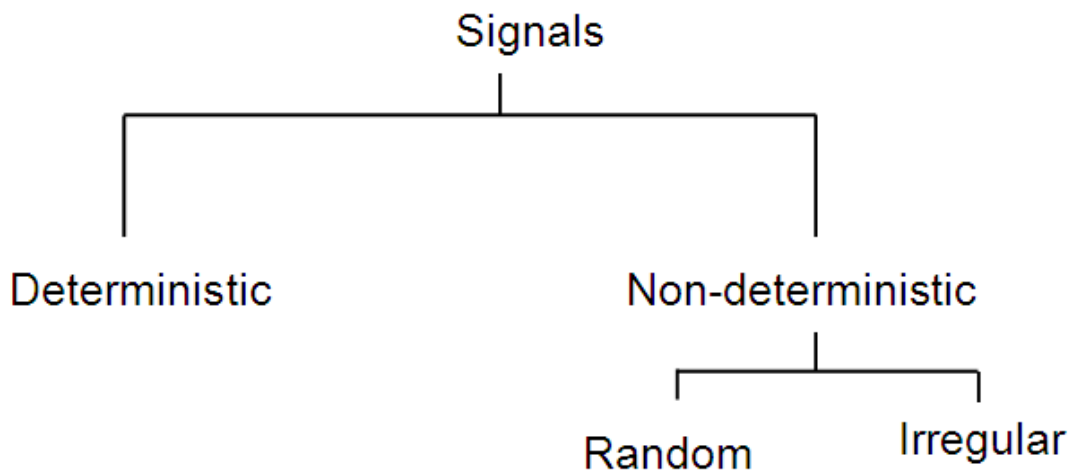 Signals
Deterministic
Non-deterministic
Random
Irregular